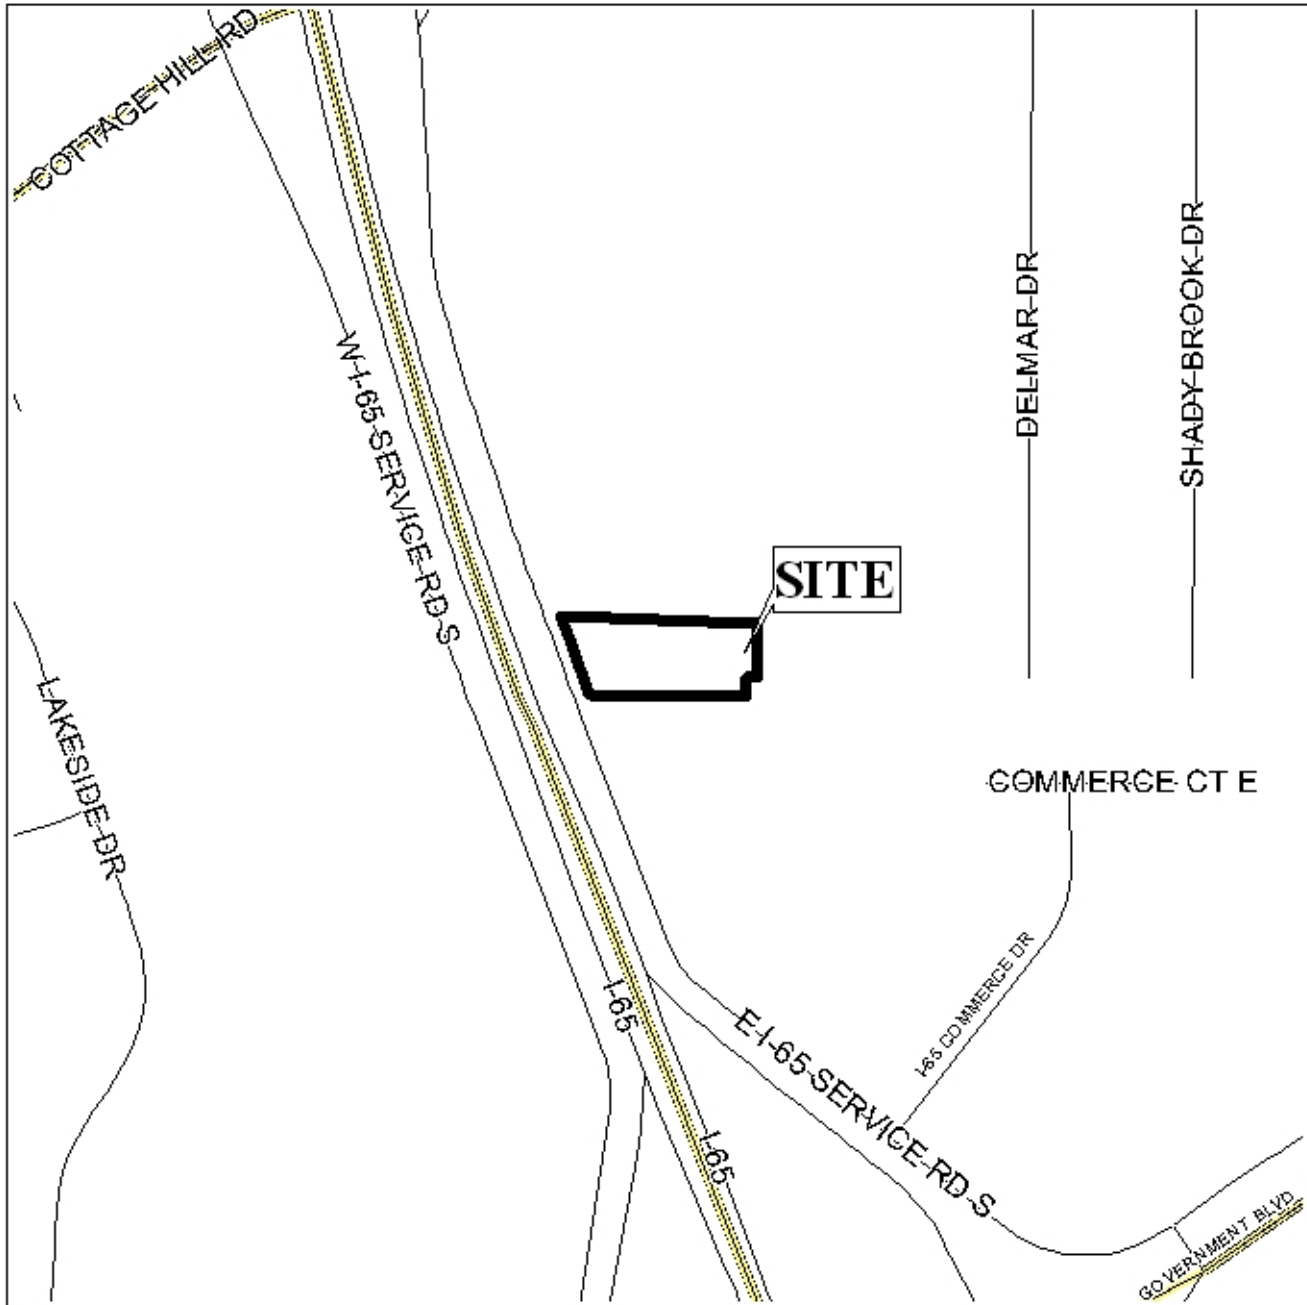 COTTAGE HILL RD
W I-65 SERVICE RD S
DELMAR DR
SHADY BROOK DR
SITE
LAKESIDE DR
COMMERCE CT E
I-65 COMMERCE DR
I-65
E I-65 SERVICE RD S
I-65
GOVERNMENT BLVD